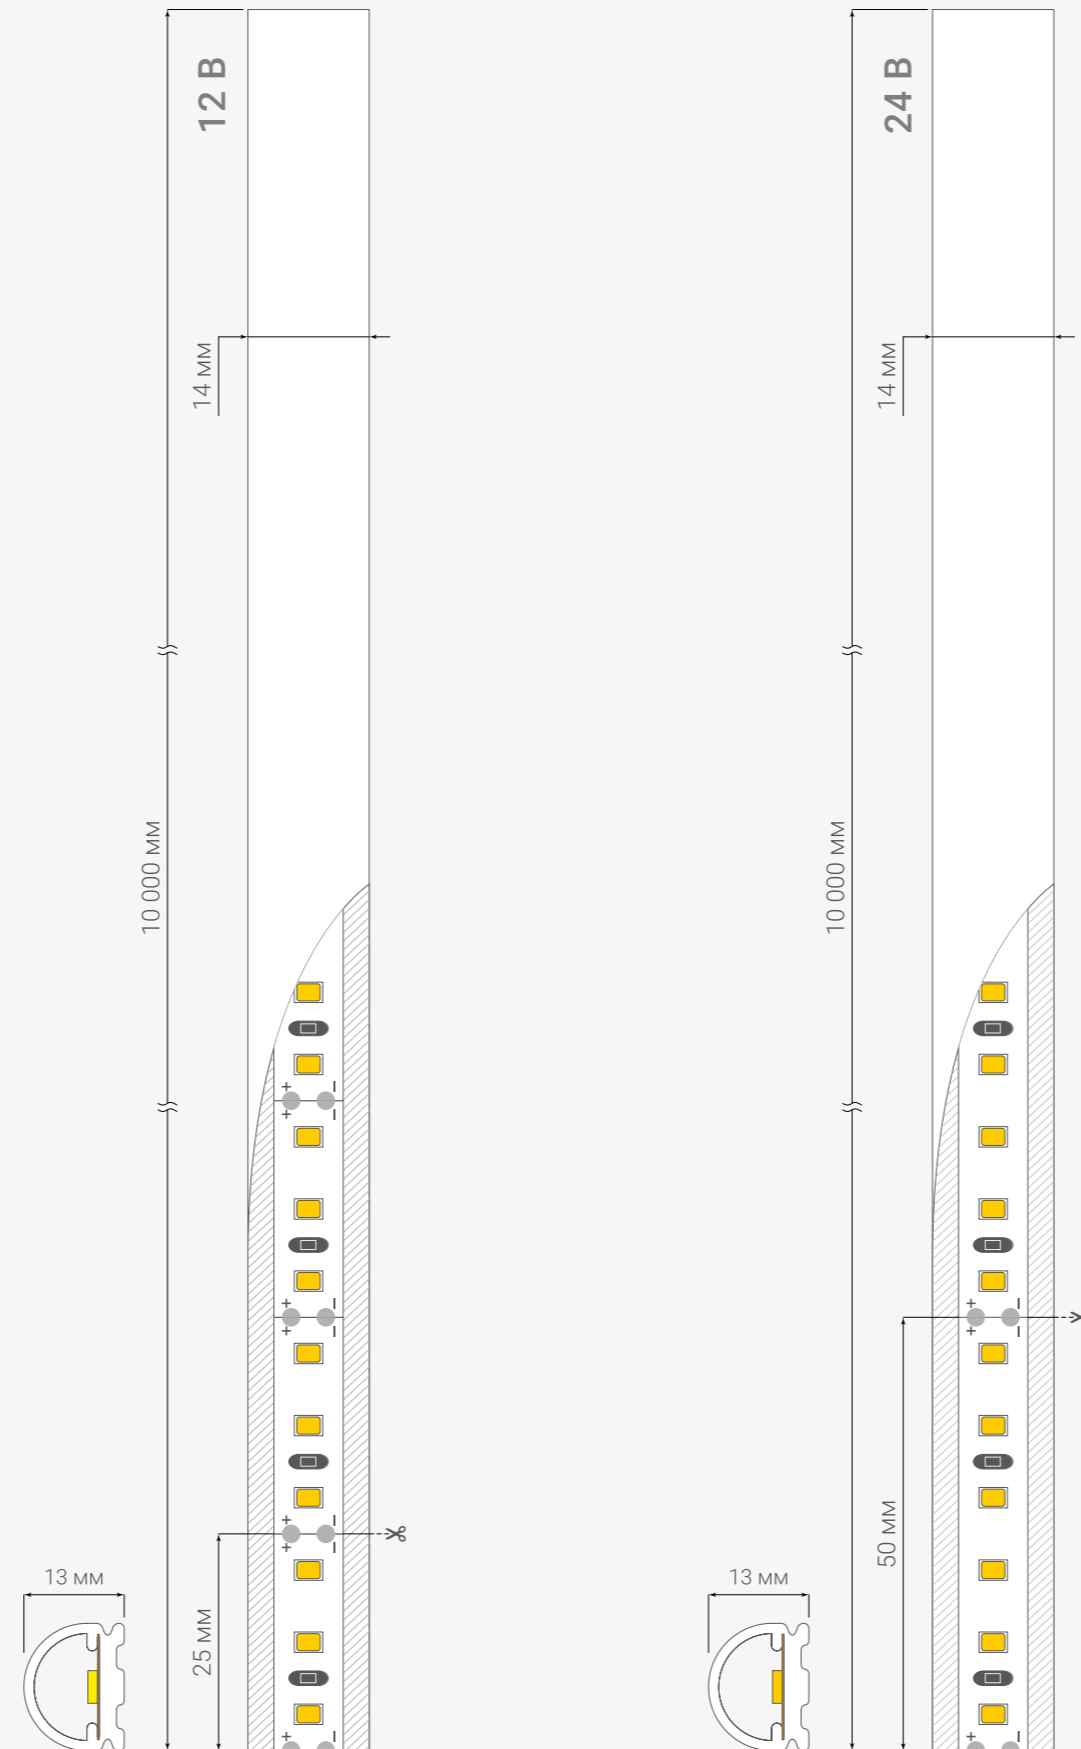 12 В
14 мм
10 000 мм
+ –
+ –
+ –
+ –
+ –
+ –
25 мм
13 мм
+ –
24 В
14 мм
10 000 мм
+ –
+ –
50 мм
13 мм
+ –